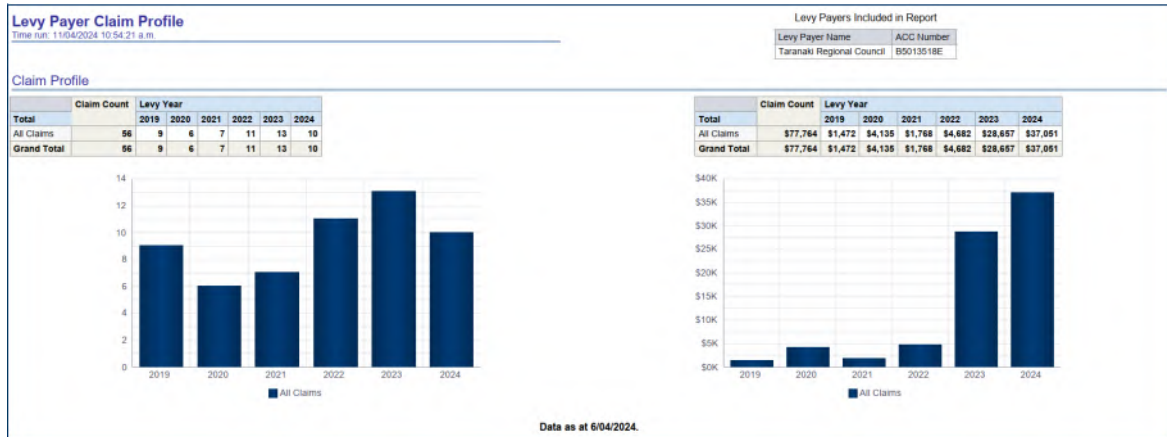 Levy Payer Claim Profile
Time run: 11/04/2024 10:54:21 a.m.
Levy Payers Included in Report
Levy Payer Name ACC Number
Taranaki Regional Council B5013518E
Claim Profile
Claim Count Levy Year
Total 2019 2020 2021 2022 2023 2024
All Claims 56 9 6 7 11 13 10
Grand Total 56 9 6 7 11 13 10
14
12
10
8
6
4
2
0
2019 2020 2021 2022 2023 2024
All Claims
Claim Count Levy Year
Total 2019 2020 2021 2022 2023 2024
All Claims $77,764 $1,472 $4,135 $1,768 $4,682 $28,657 $37,051
Grand Total $77,764 $1,472 $4,135 $1,768 $4,682 $28,657 $37,051
$40K
$35K
$30K
$25K
$20K
$15K
$10K
$5K
$0K
2019 2020 2021 2022 2023 2024
All Claims
Data as at 6/04/2024.